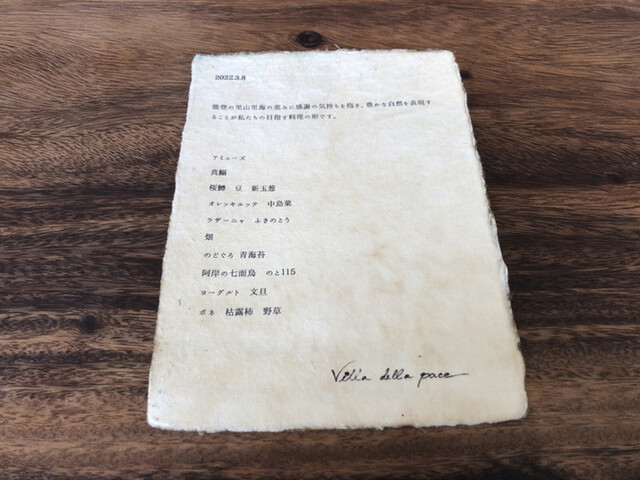 2022.3.8
能登の里山里海の恵みに感謝の気持ちを抱き、豊かな自然を表現す
ることが私たちの目指す料理の形です。
アミューズ
真鰯
桜鱒　豆　新玉葱
オレッキエッテ　中島菜
ラザーニャ　ふきのとう
畑
のどぐろ　青海苔
阿岸の七面鳥　のと115
ヨーグルト　文旦
ボネ　枯露柿　野草
Villa della pace